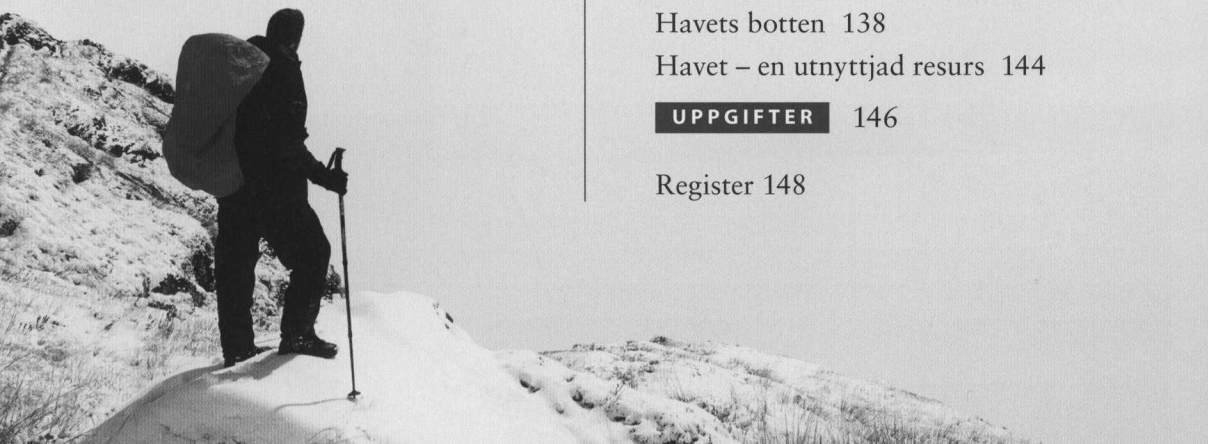 Havets botten 138
Havet – en utnyttjad resurs 144
UPPGIFTER 146
Register 148